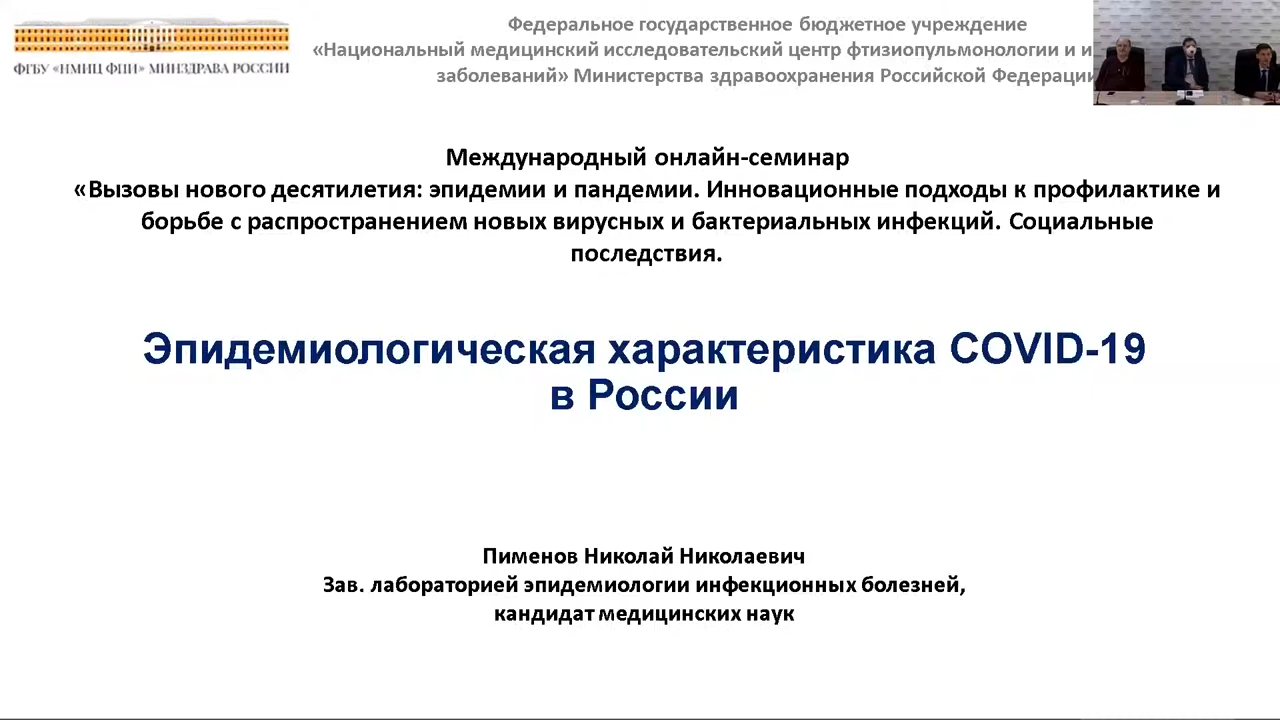 Федеральное государственное бюджетное учреждение
«Национальный медицинский исследовательский центр фтизиопульмонологии и и
заболеваний» Министерства здравоохранения Российской Федерации
ФГБУ «НМИЦ ФПИ» МИНЗДРАВА РОССИИ
Международный онлайн-семинар
«Вызовы нового десятилетия: эпидемии и пандемии. Инновационные подходы к профилактике и
борьбе с распространением новых вирусных и бактериальных инфекций. Социальные
последствия.
Эпидемиологическая характеристика COVID-19
в России
Пименов Николай Николаевич
Зав. лабораторией эпидемиологии инфекционных болезней,
кандидат медицинских наук